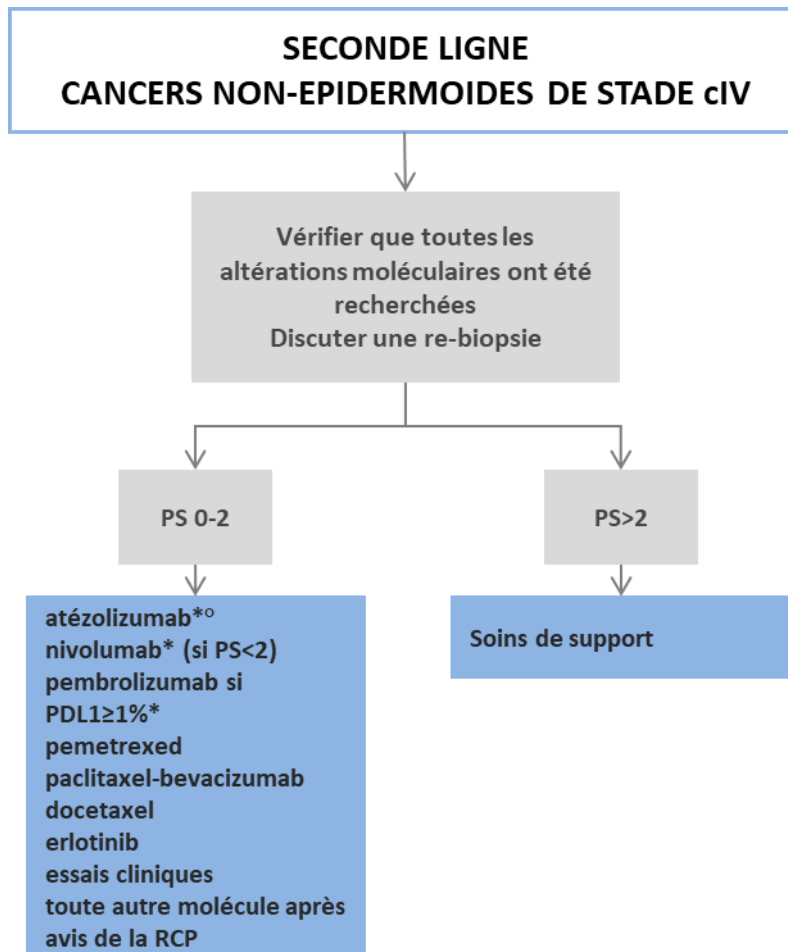 SECONDE LIGNE
CANCERS NON-EPIDERMOIDES DE STADE cIV
Vérifier que toutes les
altérations moléculaires ont été
recherchées
Discuter une re-biopsie
PS 0-2
PS>2
atézolizumab*°
nivolumab* (si PS<2)
pembrolizumab si
PDL1≥1%*
pemetrexed
paclitaxel-bevacizumab
docetaxel
erlotinib
essais cliniques
toute autre molécule après
avis de la RCP
Soins de support